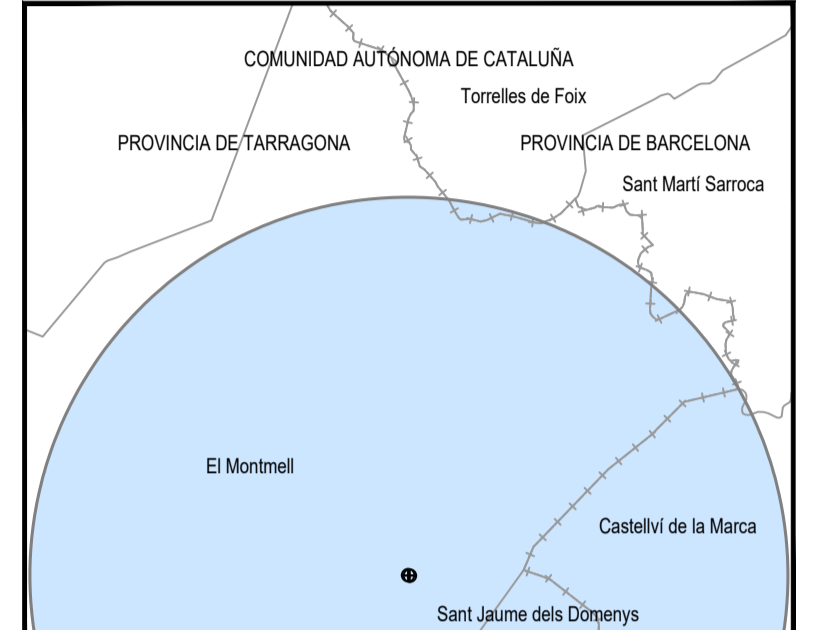 COMUNIDAD AUTÓNOMA DE CATALUÑA
Torrelles de Foix
PROVINCIA DE TARRAGONA
PROVINCIA DE BARCELONA
Sant Martí Sarroca
El Montmell
Castellví de la Marca
Sant Jaume dels Domenys